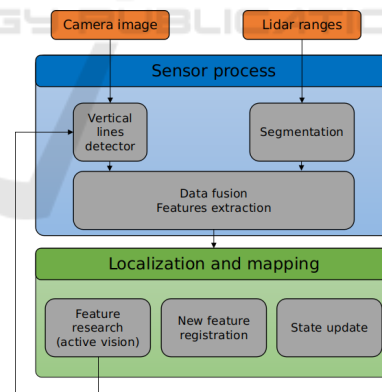 Camera image
Lidar ranges
Sensor process
Vertical
lines
detector
Segmentation
Data fusion
Features extraction
Localization and mapping
Feature
research
(active vision)
New feature
registration
State update